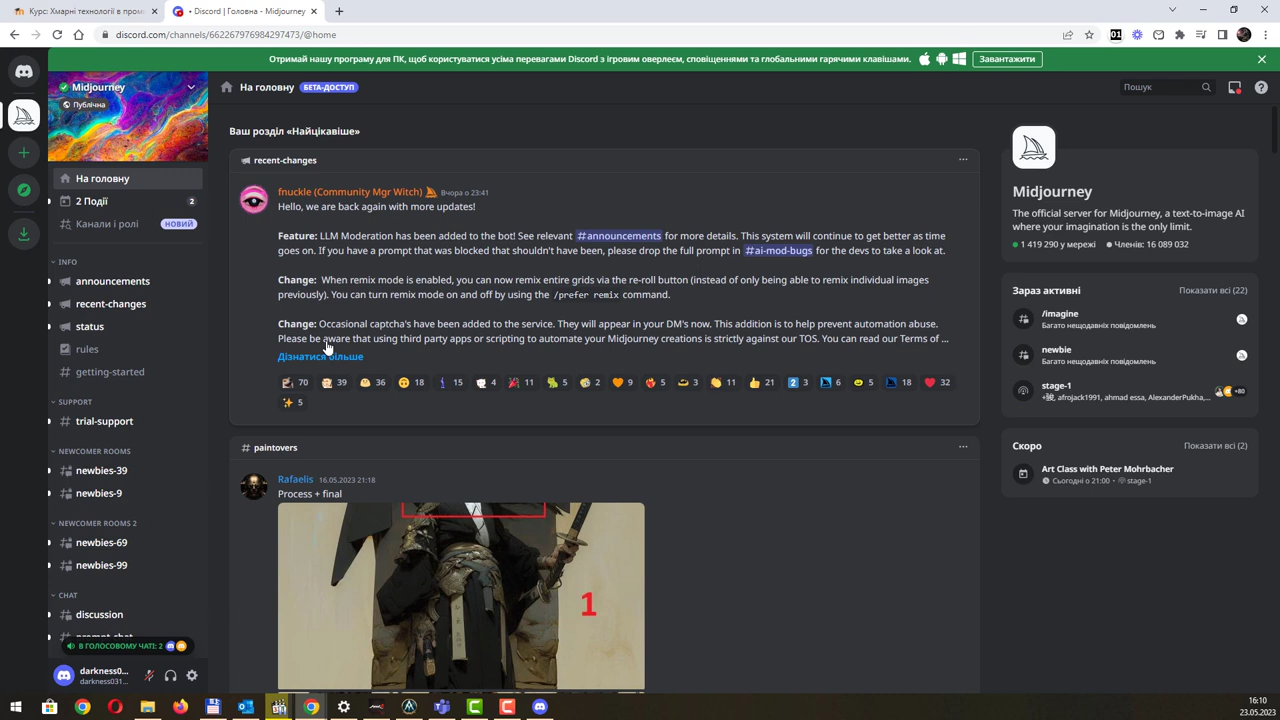 Курс: Хмарні технології в пром
• Discord | Головна - Midjourney
discord.com/channels/662267976984297473/@home
Отримай нашу програму для ПК, щоб користуватися усіма перевагами Discord з ігровим оверлеєм, сповіщеннями та глобальними гарячими клавішами.
Завантажити
Midjourney
Публічна
На головну
БЕТА-ДОСТУП
Пошук
На головну
2 Події
2
Канали і ролі
НОВИЙ
INFO
announcements
recent-changes
status
rules
getting-started
SUPPORT
trial-support
NEWCOMER ROOMS
newbies-39
newbies-9
NEWCOMER ROOMS 2
newbies-69
newbies-99
CHAT
discussion
prompt-chat
В ГОЛОСОВОМУ ЧАТІ: 2
darkness0...
darkness031...
Ваш розділ «Найцікавіше»
recent-changes
fnuckle (Community Mgr Witch) Вчора о 23:41
Hello, we are back again with more updates!
Feature: LLM Moderation has been added to the bot! See relevant #announcements for more details. This system will continue to get better as time
goes on. If you have a prompt that was blocked that shouldn't have been, please drop the full prompt in #ai-mod-bugs for the devs to take a look at.
Change: When remix mode is enabled, you can now remix entire grids via the re-roll button (instead of only being able to remix individual images
previously). You can turn remix mode on and off by using the /prefer remix command.
Change: Occasional captcha's have been added to the service. They will appear in your DM's now. This addition is to help prevent automation abuse.
Please be aware that using third party apps or scripting to automate your Midjourney creations is strictly against our TOS. You can read our Terms of ...
Дізнатися більше
70 39 36 18 15 4 11 5 2 9 5 3 11 21 2 3 6 5 18 32
5
paintovers
Rafaelis 16.05.2023 21:18
Process + final
1
Midjourney
The official server for Midjourney, a text-to-image AI
where your imagination is the only limit.
1 419 290 у мережі
Членів: 16 089 032
Зараз активні
Показати всі (22)
/imagine
Багато нещодавніх повідомлень
newbie
Багато нещодавніх повідомлень
stage-1
afrojack1991, ahmad essa, AlexanderPukha,...
+80
Скоро
Показати всі (2)
Art Class with Peter Mohrbacher
Сьогодні о 21:00 • stage-1
16:10
23.05.2023